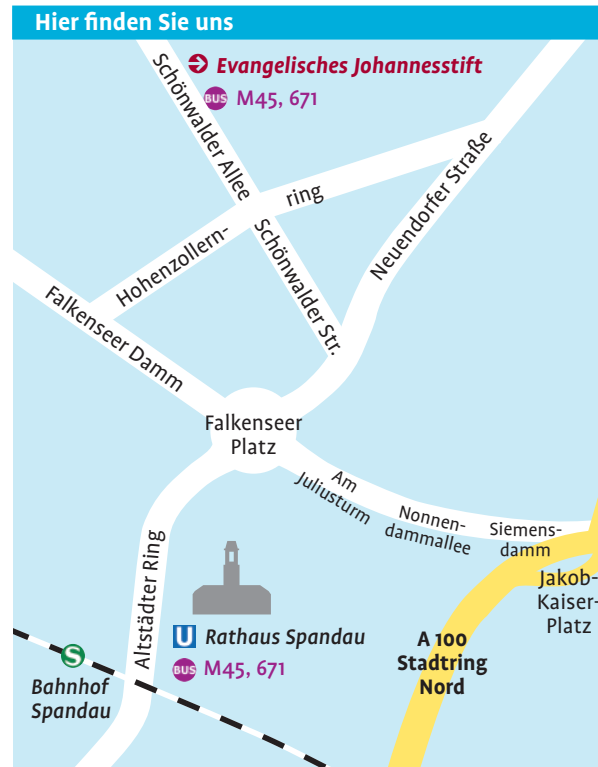 Hier finden Sie uns
Evangelisches Johannesstift
BUS M45, 671
Schönwalder Allee
Hohenzollern-
ring
Schönwalder Str.
Neuendorfer Straße
Falkenseer Damm
Falkenseer
Platz
Am
Juliusturm
Nonnen-
dammallee
Siemens-
damm
Jakob-
Kaiser-
Platz
Altstädter Ring
U Rathaus Spandau
BUS M45, 671
A 100
Stadtring
Nord
S
Bahnhof
Spandau